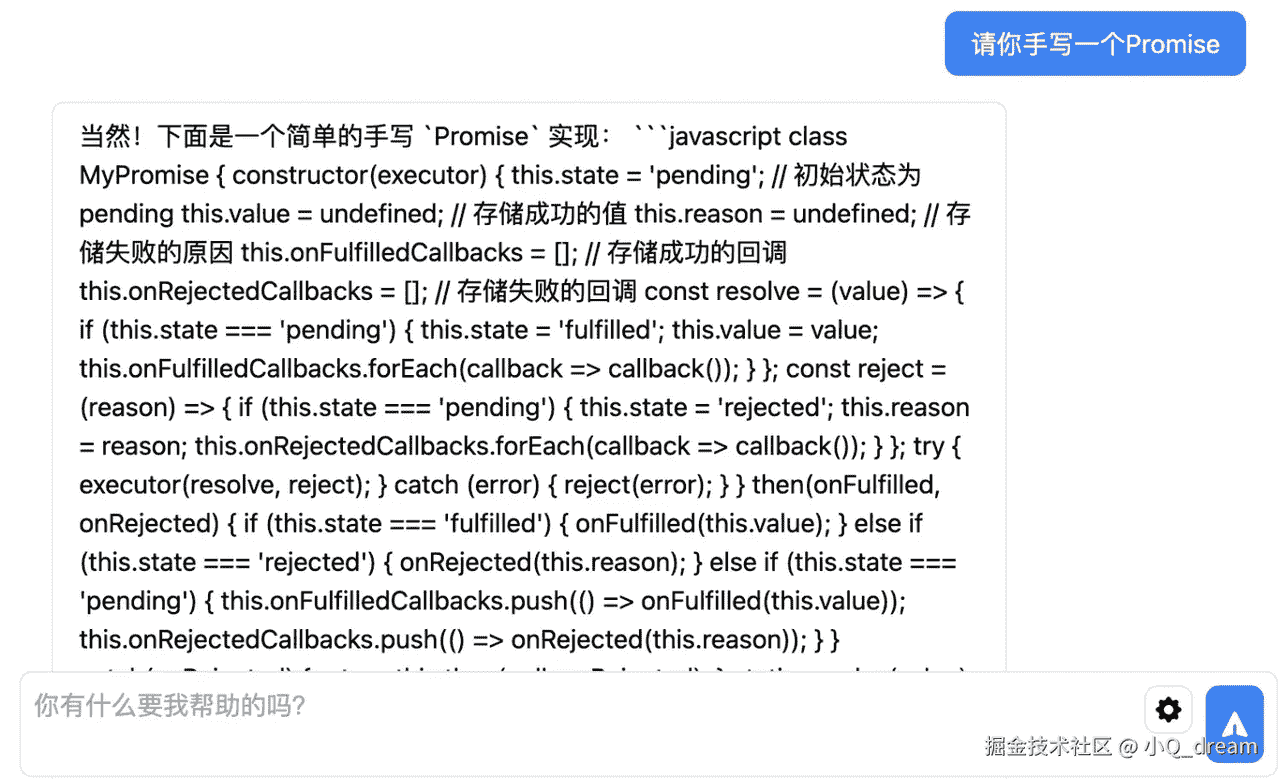 请你手写一个Promise
当然！下面是一个简单的手写 `Promise` 实现： ```javascript class
MyPromise { constructor(executor) { this.state = 'pending'; // 初始状态为
pending this.value = undefined; // 存储成功的值 this.reason = undefined; // 存
储失败的原因 this.onFulfilledCallbacks = []; // 存储成功的回调
this.onRejectedCallbacks = []; // 存储失败的回调 const resolve = (value) => {
if (this.state === 'pending') { this.state = 'fulfilled'; this.value = value;
this.onFulfilledCallbacks.forEach(callback => callback()); } }; const reject =
(reason) => { if (this.state === 'pending') { this.state = 'rejected'; this.reason
= reason; this.onRejectedCallbacks.forEach(callback => callback()); } }; try {
executor(resolve, reject); } catch (error) { reject(error); } } then(onFulfilled,
onRejected) { if (this.state === 'fulfilled') { onFulfilled(this.value); } else if
(this.state === 'rejected') { onRejected(this.reason); } else if (this.state ===
'pending') { this.onFulfilledCallbacks.push(() => onFulfilled(this.value));
this.onRejectedCallbacks.push(() => onRejected(this.reason)); } }
你有什么要我帮助的吗?
掘金技术社区 @ 小Q_dream